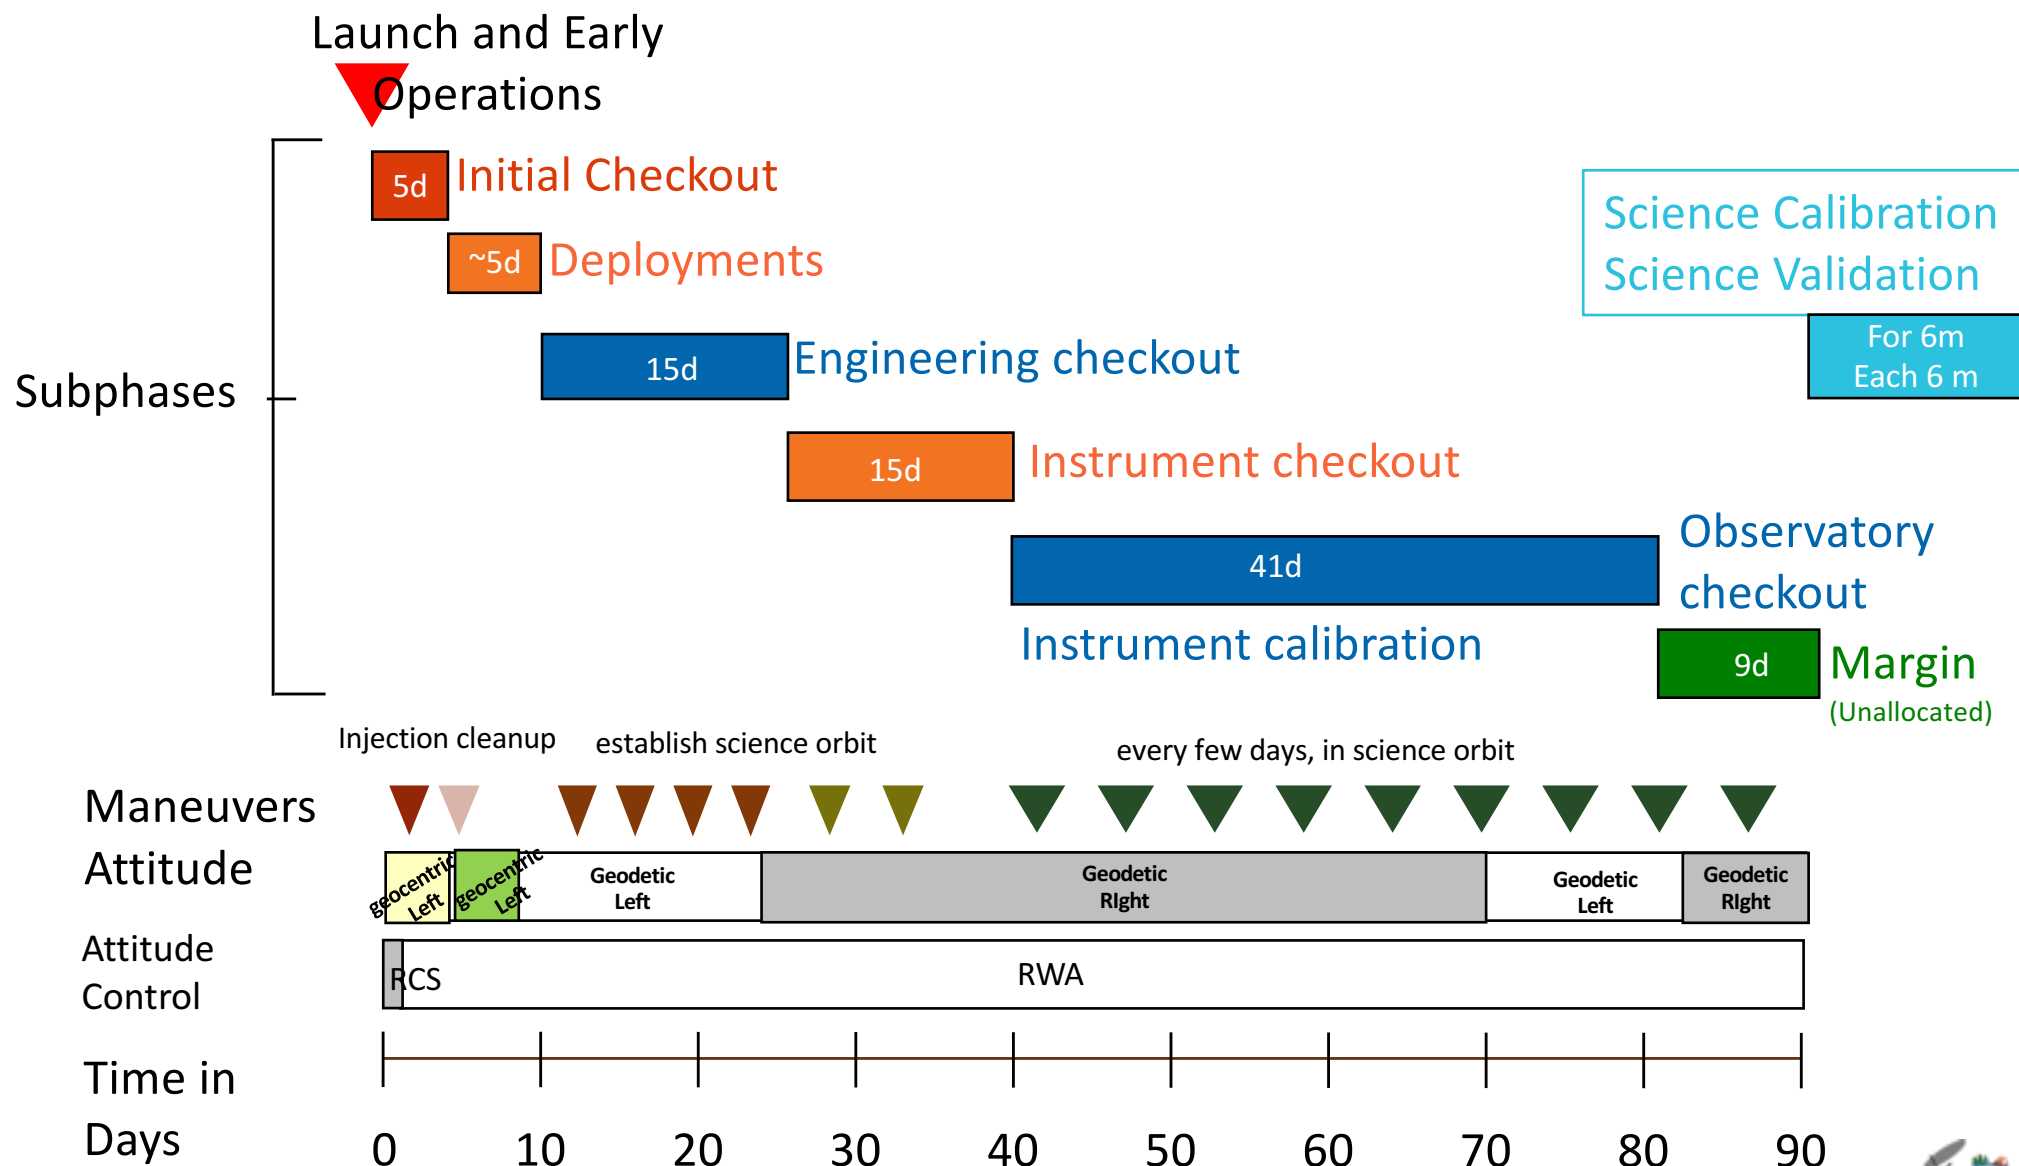 Launch and Early
Operations
5d
Initial Checkout
~5d
Deployments
Science Calibration
Science Validation
For 6m
Each 6 m
15d
Engineering checkout
Subphases
15d
Instrument checkout
41d
Observatory
checkout
Instrument calibration
9d
Margin
(Unallocated)
Injection cleanup
establish science orbit
every few days, in science orbit
Maneuvers
Attitude
geocentric
Left
geocentric
Left
Geodetic
Left
Geodetic
RIght
Geodetic
Left
Geodetic
RIght
Attitude
Control
RCS
RWA
Time in
Days
0 10 20 30 40 50 60 70 80 90